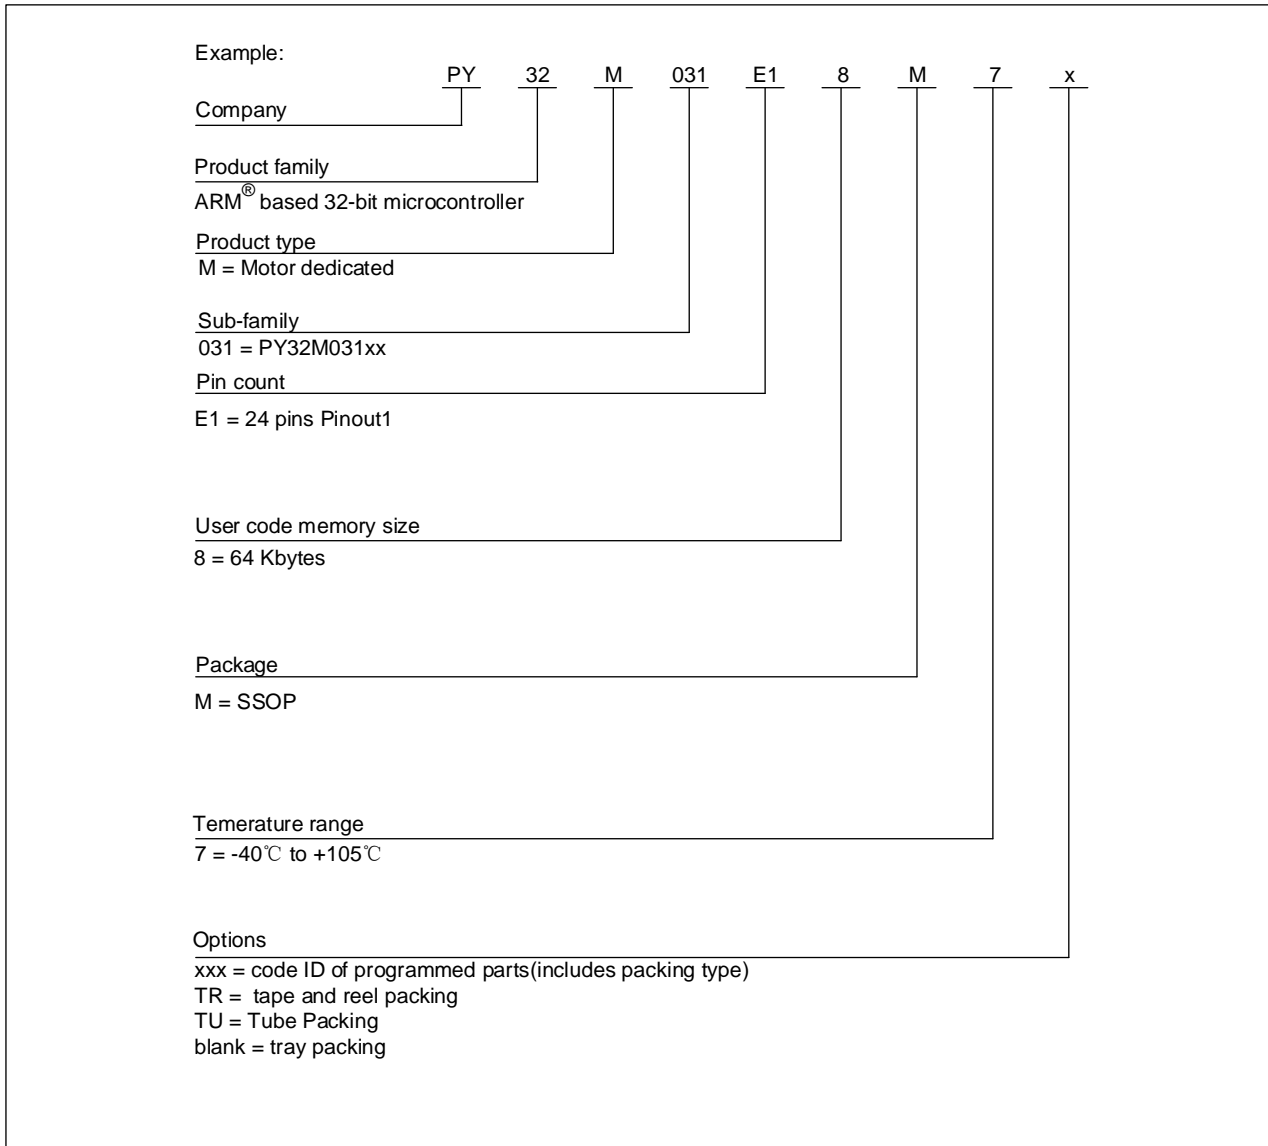 Example:
PY 32 M 031 E1 8 M 7 x
Company
Product family
ARM® based 32-bit microcontroller
Product type
M = Motor dedicated
Sub-family
031 = PY32M031xx
Pin count
E1 = 24 pins Pinout1
User code memory size
8 = 64 Kbytes
Package
M = SSOP
Temerature range
7 = -40℃ to +105℃
Options
xxx = code ID of programmed parts(includes packing type)
TR = tape and reel packing
TU = Tube Packing
blank = tray packing